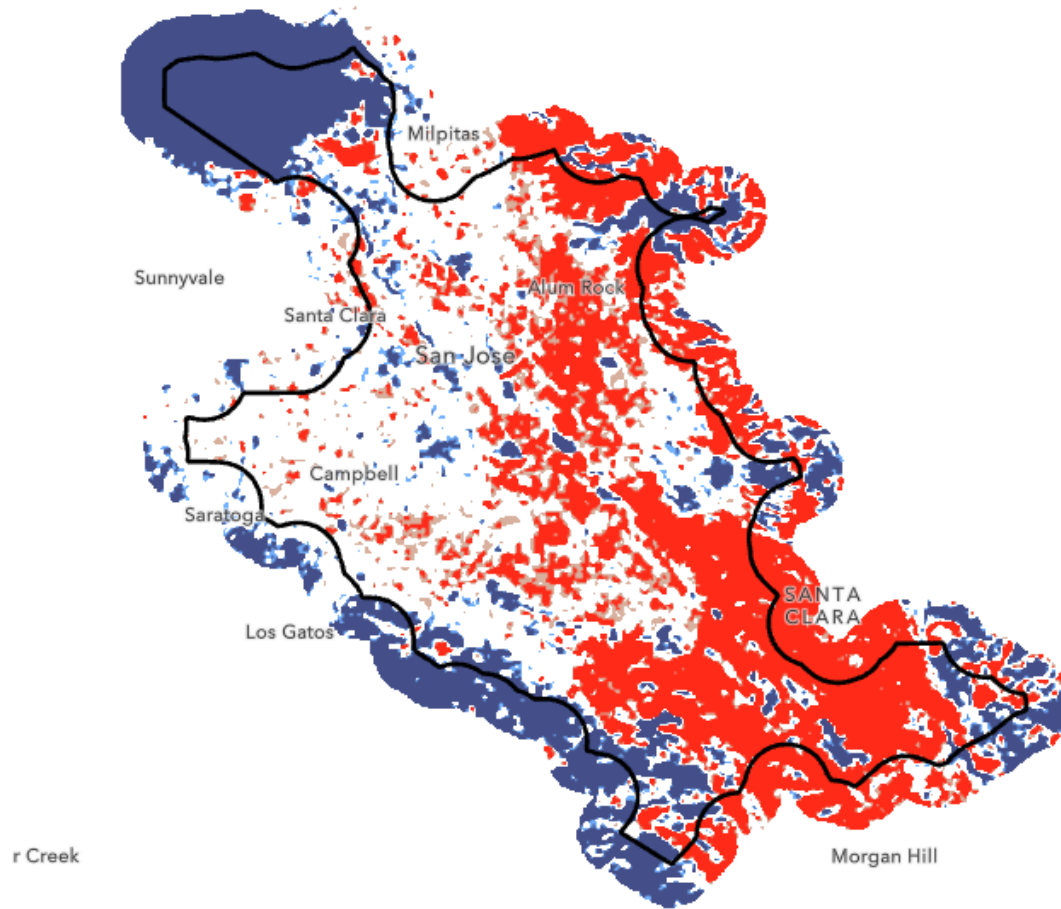 Milpitas
Sunnyvale
Alum Rock
Santa Clara
San Jose
Campbell
Saratoga
SANTA
CLARA
Los Gatos
r Creek
Morgan Hill